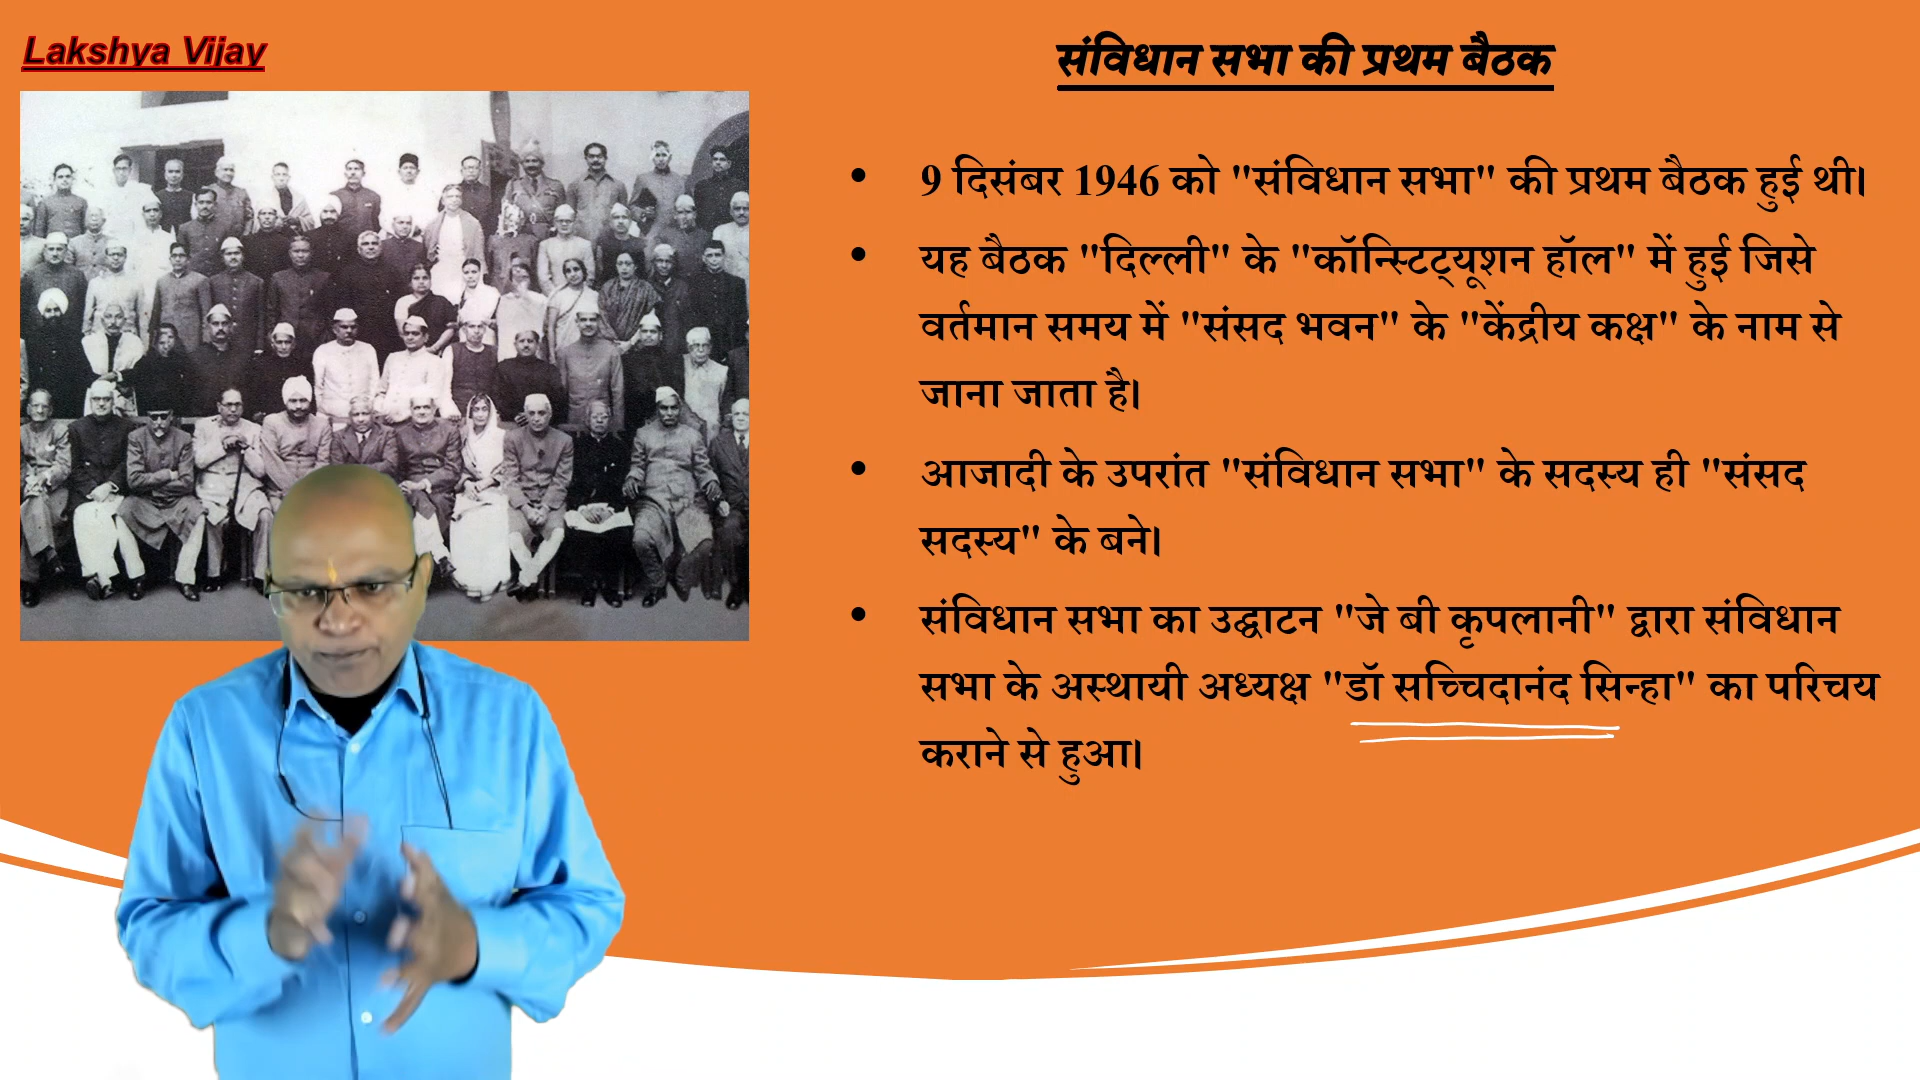 Lakshya Vijay
संविधान सभा की प्रथम बैठक
• 9 दिसंबर 1946 को "संविधान सभा" की प्रथम बैठक हुई थी।
• यह बैठक "दिल्ली" के "कॉन्स्टिट्यूशन हॉल" में हुई जिसे
वर्तमान समय में "संसद भवन" के "केंद्रीय कक्ष" के नाम से
जाना जाता है।
• आजादी के उपरांत "संविधान सभा" के सदस्य ही "संसद
सदस्य" के बने।
• संविधान सभा का उद्घाटन "जे बी कृपलानी" द्वारा संविधान
सभा के अस्थायी अध्यक्ष "डॉ सच्चिदानंद सिन्हा" का परिचय
कराने से हुआ।